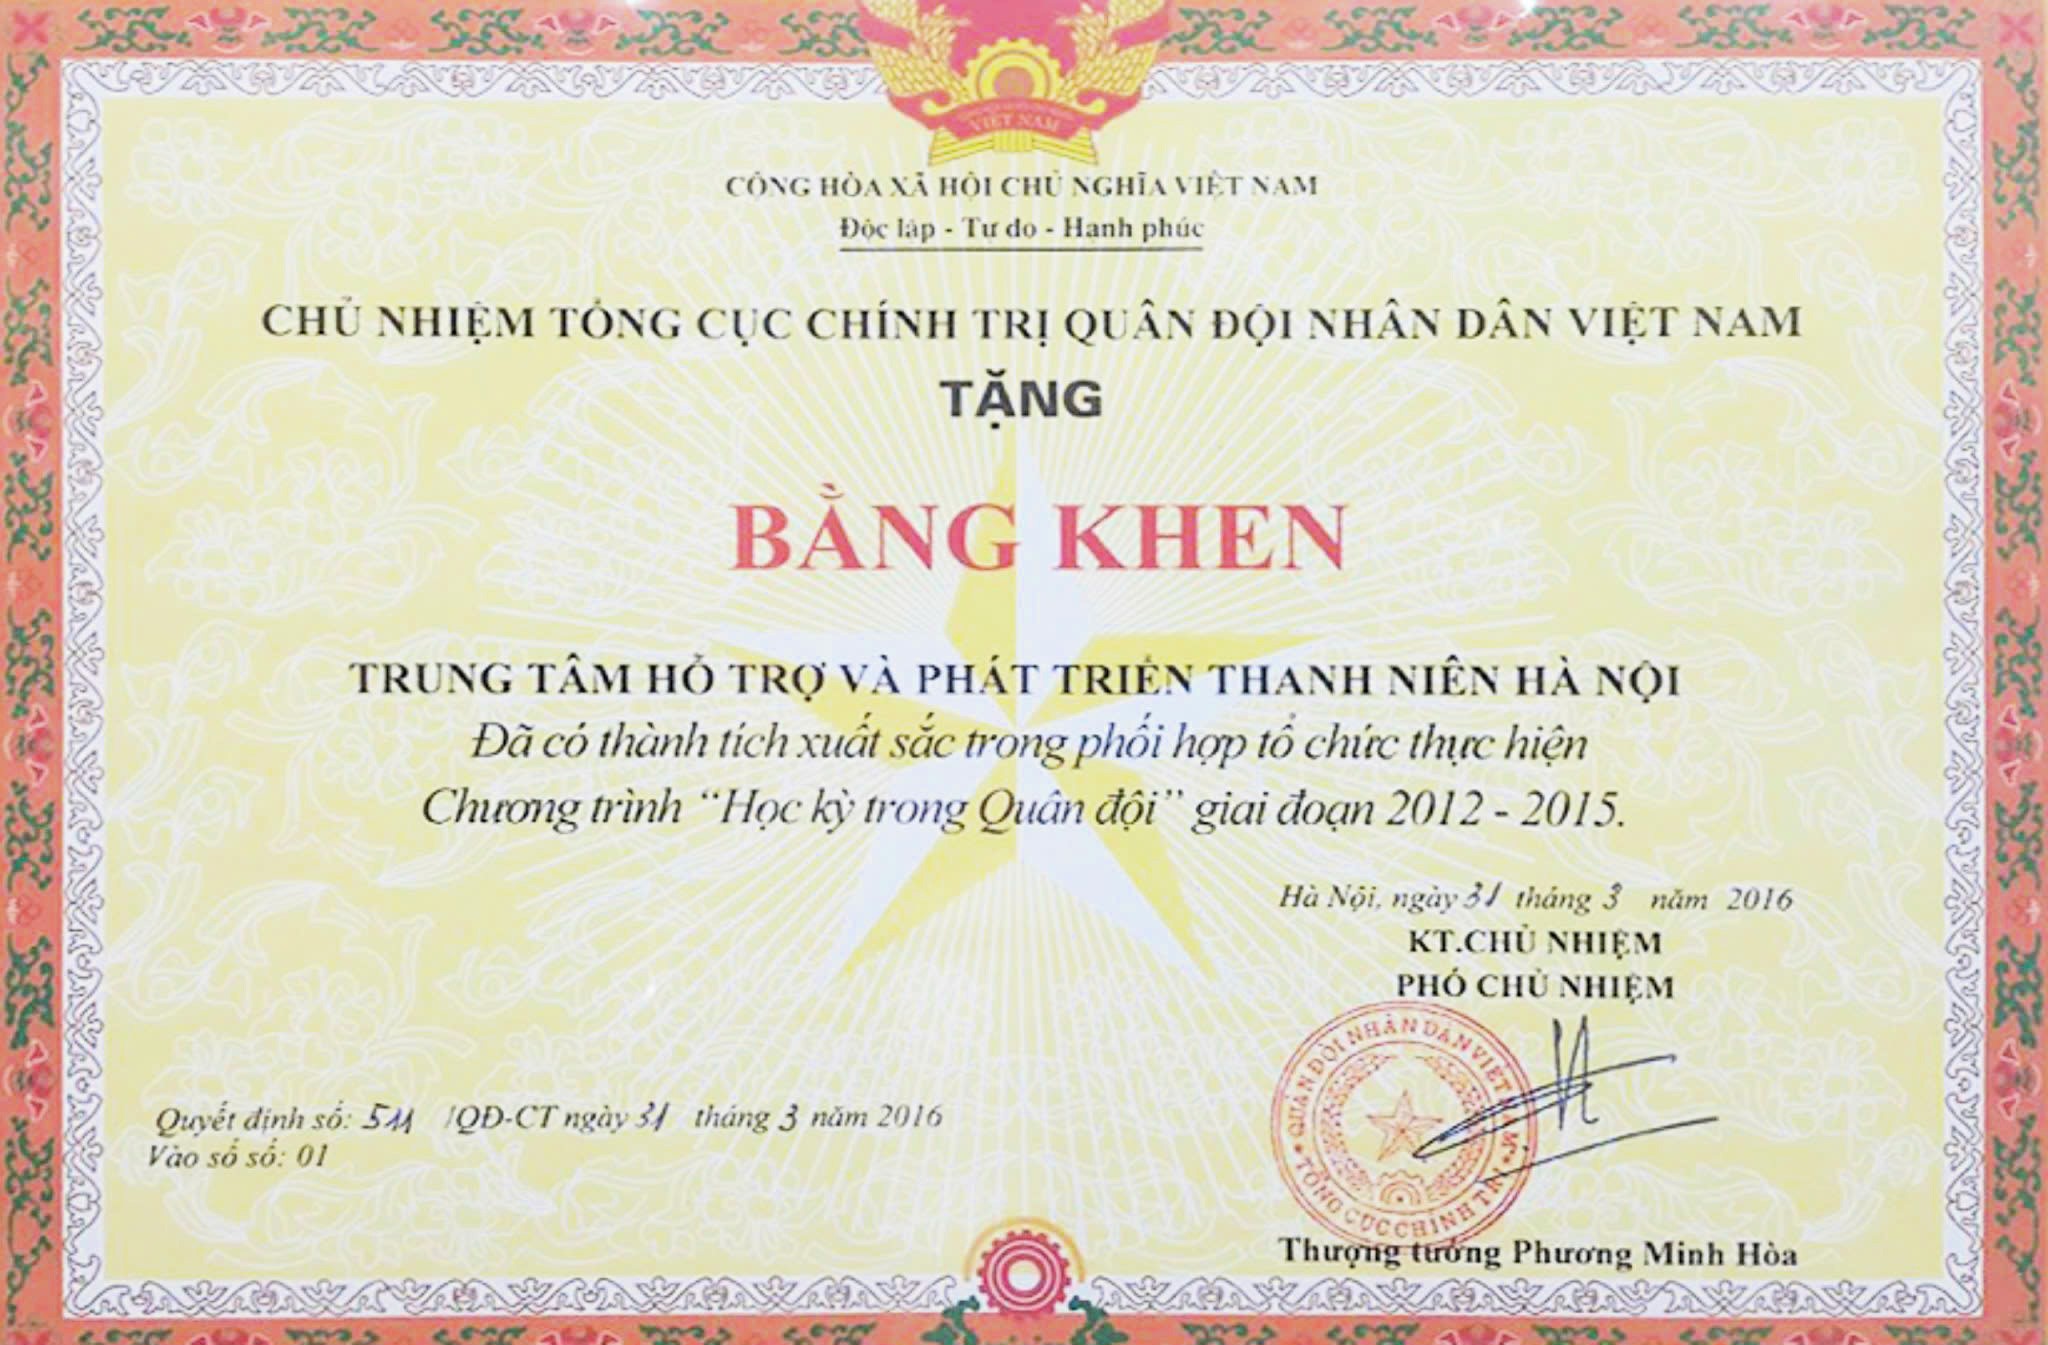 VIỆT NAM
CỘNG HÒA XÃ HỘI CHỦ NGHĨA VIỆT NAM
Độc lập - Tự do - Hạnh phúc
CHỦ NHIỆM TỔNG CỤC CHÍNH TRỊ QUÂN ĐỘI NHÂN DÂN VIỆT NAM
TẶNG
BẰNG KHEN
TRUNG TÂM HỖ TRỢ VÀ PHÁT TRIỂN THANH NIÊN HÀ NỘI
Đã có thành tích xuất sắc trong phối hợp tổ chức thực hiện
Chương trình “Học kỳ trong Quân đội” giai đoạn 2012 - 2015.
Hà Nội, ngày 31 tháng 3 năm 2016
KT.CHỦ NHIỆM
PHÓ CHỦ NHIỆM
QUÂN ĐỘI NHÂN DÂN VIỆT
TỔNG CỤC CHÍNH TRỊ
Quyết định số: 511 /QĐ-CT ngày 31 tháng 3 năm 2016
Vào sổ số: 01
Thượng tướng Phương Minh Hòa